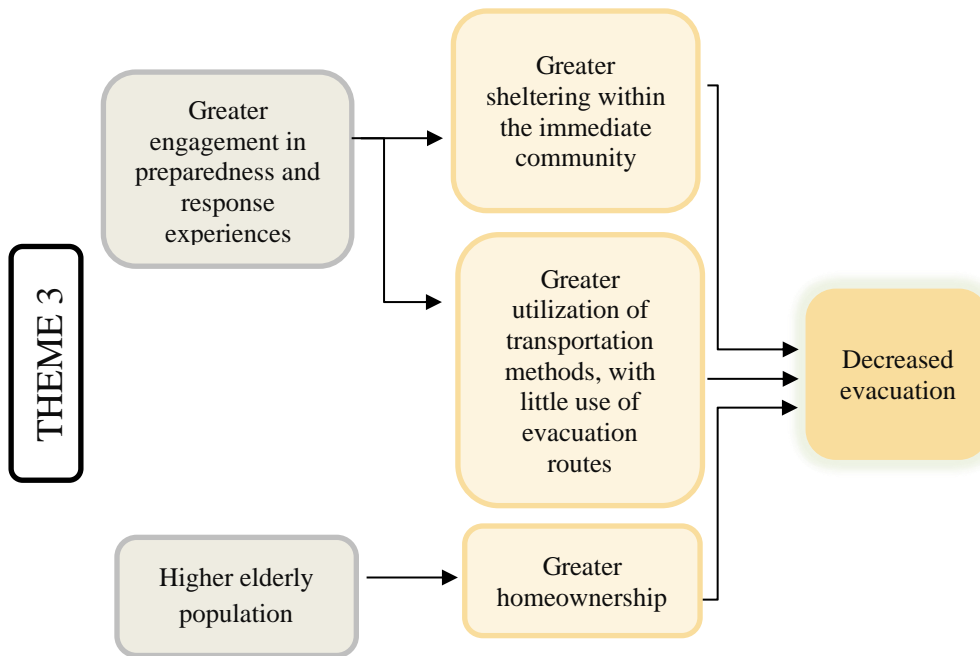 THEME 3
Greater
engagement in
preparedness and
response
experiences
Greater
sheltering within
the immediate
community
Greater
utilization of
transportation
methods, with
little use of
evacuation
routes
Decreased
evacuation
Higher elderly
population
Greater
homeownership